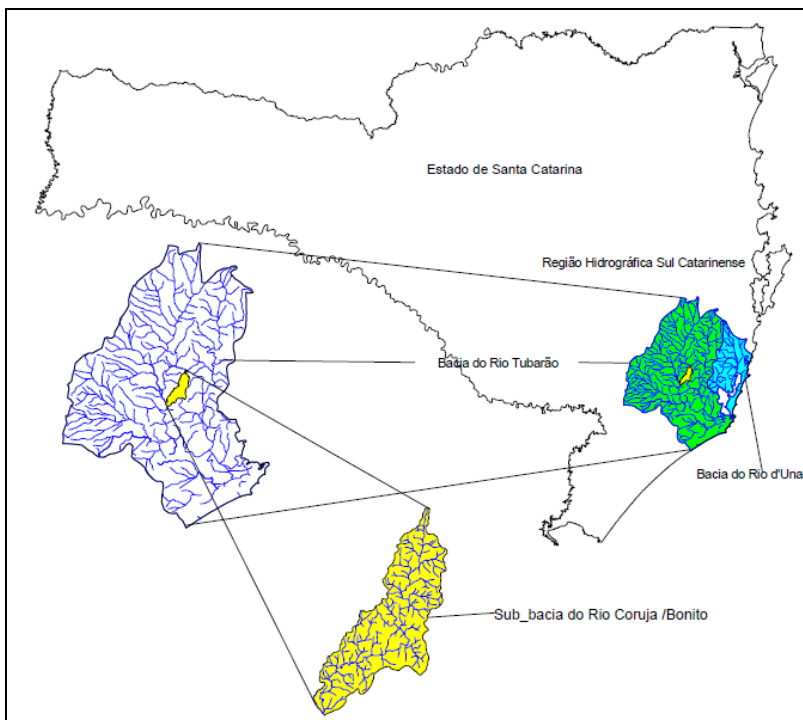 Estado de Santa Catarina
Região Hidrográfica Sul Catarinense
Bacia do Rio Tubarão
Bacia do Rio d'Una
Sub_bacia do Rio Coruja /Bonito